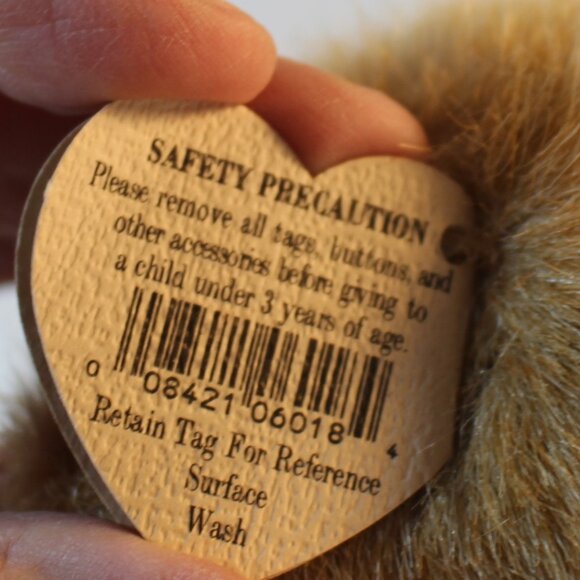 SAFETY PRECAUTION
Please remove all tags, buttons, and
other accessories before giving to
a child under 3 years of age.
0 08421 06018 4
Retain Tag For Reference
Surface
Wash